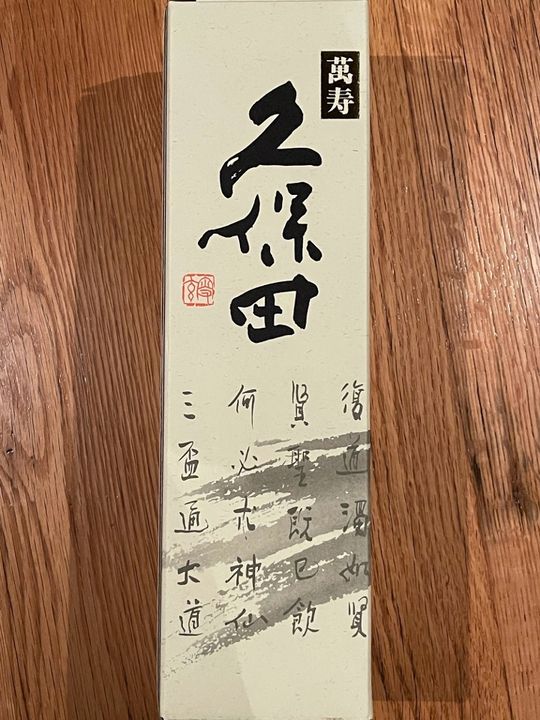 萬寿
久保田
復道濁如賢
賢聖既已飲
何必求神仙
三盃通大道